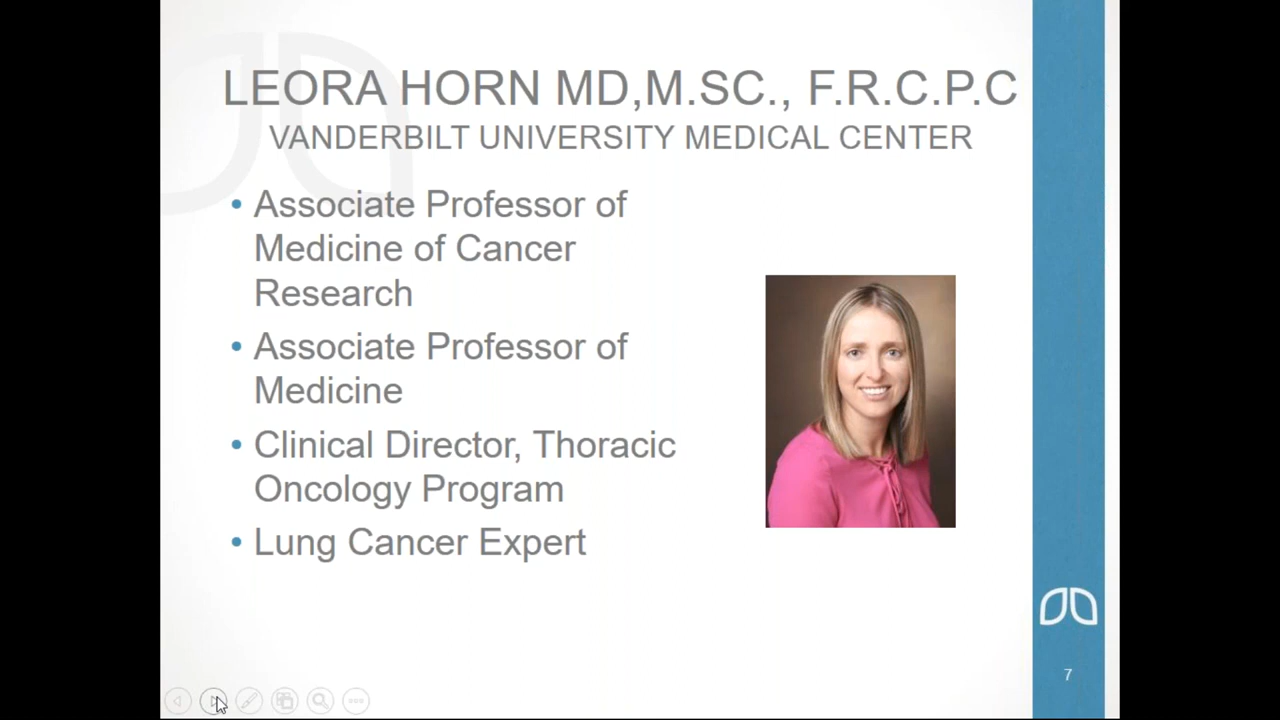 LEORA HORN MD,M.SC., F.R.C.P.C
VANDERBILT UNIVERSITY MEDICAL CENTER
• Associate Professor of
Medicine of Cancer
Research
• Associate Professor of
Medicine
• Clinical Director, Thoracic
Oncology Program
• Lung Cancer Expert
7